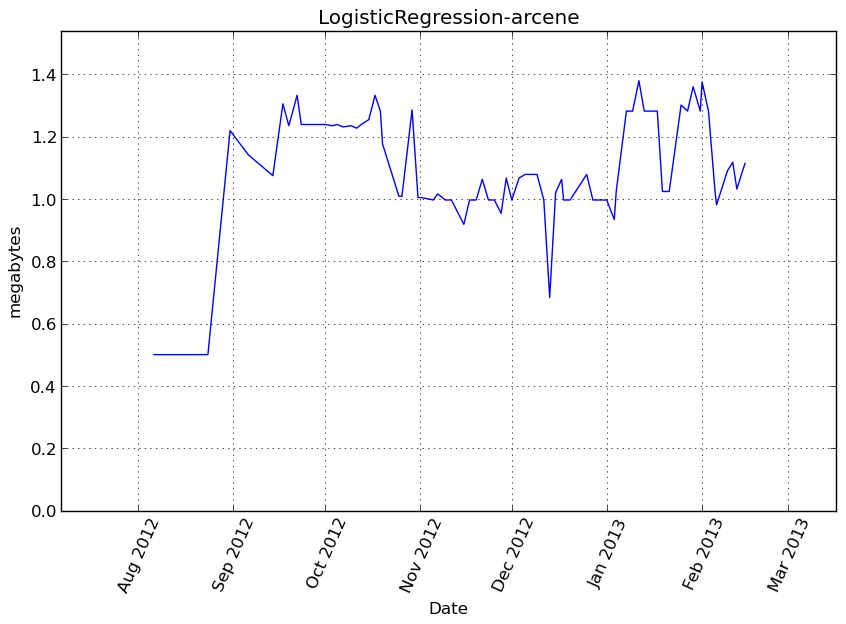 LogisticRegression-arcene
1.4
1.2
1.0
0.8
0.6
0.4
0.2
0.0
megabytes
Aug 2012
Sep 2012
Oct 2012
Nov 2012
Dec 2012
Jan 2013
Feb 2013
Mar 2013
Date